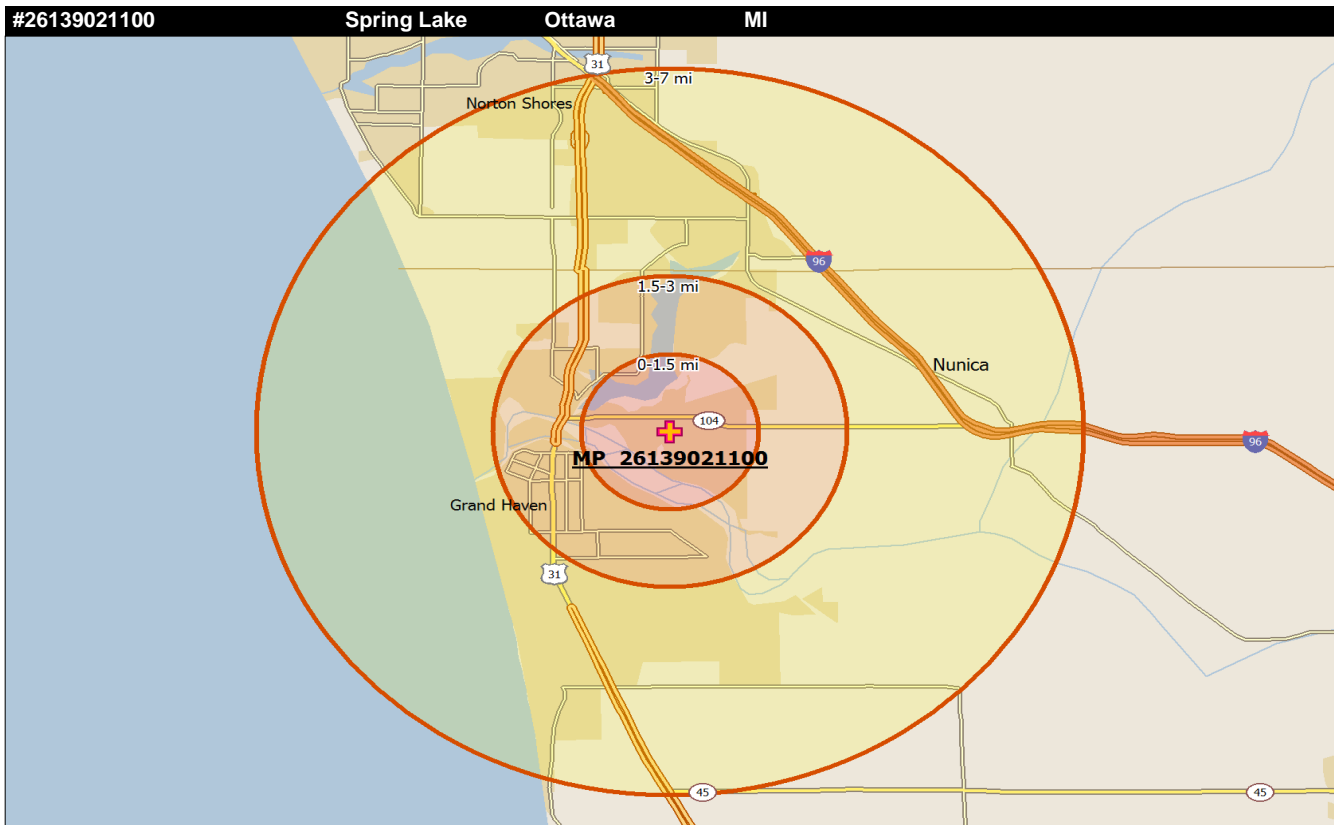 #26139021100 Spring Lake Ottawa MI
31
3-7 mi
Norton Shores
96
1.5-3 mi
0-1.5 mi
Nunica
104
MP 26139021100
96
Grand Haven
31
45
45